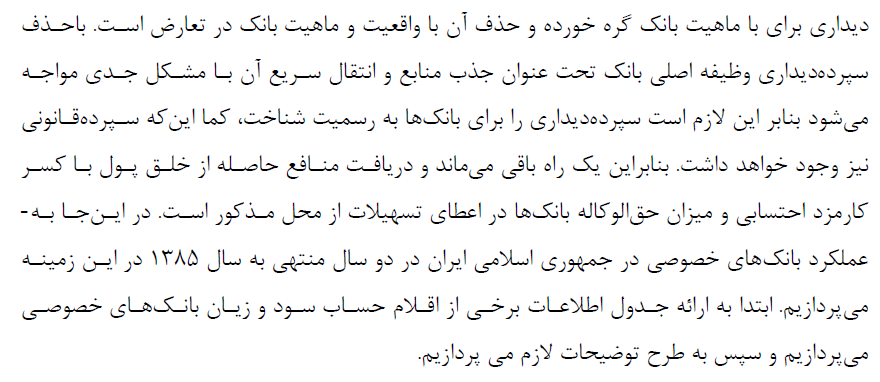 دیداری برای با ماهیت بانک گره خورده و حذف آن با واقعیت و ماهیت بانک در تعارض است. باحذف
سپرده‌دیداری وظیفه اصلی بانک تحت عنوان جذب منابع و انتقال سریع آن با مشکل جدی مواجه
می‌شود بنابر این لازم است سپرده‌دیداری را برای بانک‌ها به رسمیت شناخت، کما این‌که سپرده‌قانونی
نیز وجود خواهد داشت. بنابراین یک راه باقی می‌ماند و دریافت منافع حاصله از خلق پول با کسر
کارمزد احتسابی و میزان حق‌الوکاله بانک‌ها در اعطای تسهیلات از محل مذکور است. در این‌جا به-
عملکرد بانک‌های خصوصی در جمهوری اسلامی ایران در دو سال منتهی به سال ۱۳۸۵ در این زمینه
می‌پردازیم. ابتدا به ارائه جدول اطلاعات برخی از اقلام حساب سود و زیان بانک‌های خصوصی
می‌پردازیم و سپس به طرح توضیحات لازم می پردازیم.